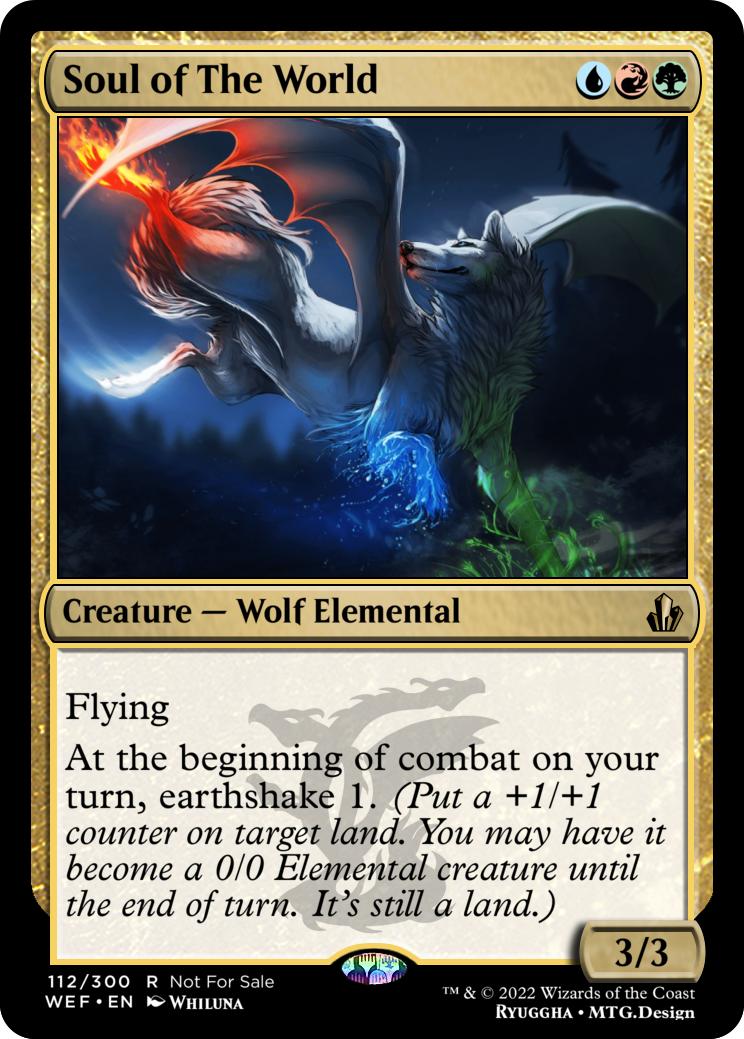 Soul of The World
Creature — Wolf Elemental
Flying
At the beginning of combat on your
turn, earthshake 1. (Put a +1/+1
counter on target land. You may have it
become a 0/0 Elemental creature until
the end of turn. It's still a land.)
3/3
112/300 R Not For Sale
WEF • EN Whiluna
™ & © 2022 Wizards of the Coast
Ryuggha • MTG.Design